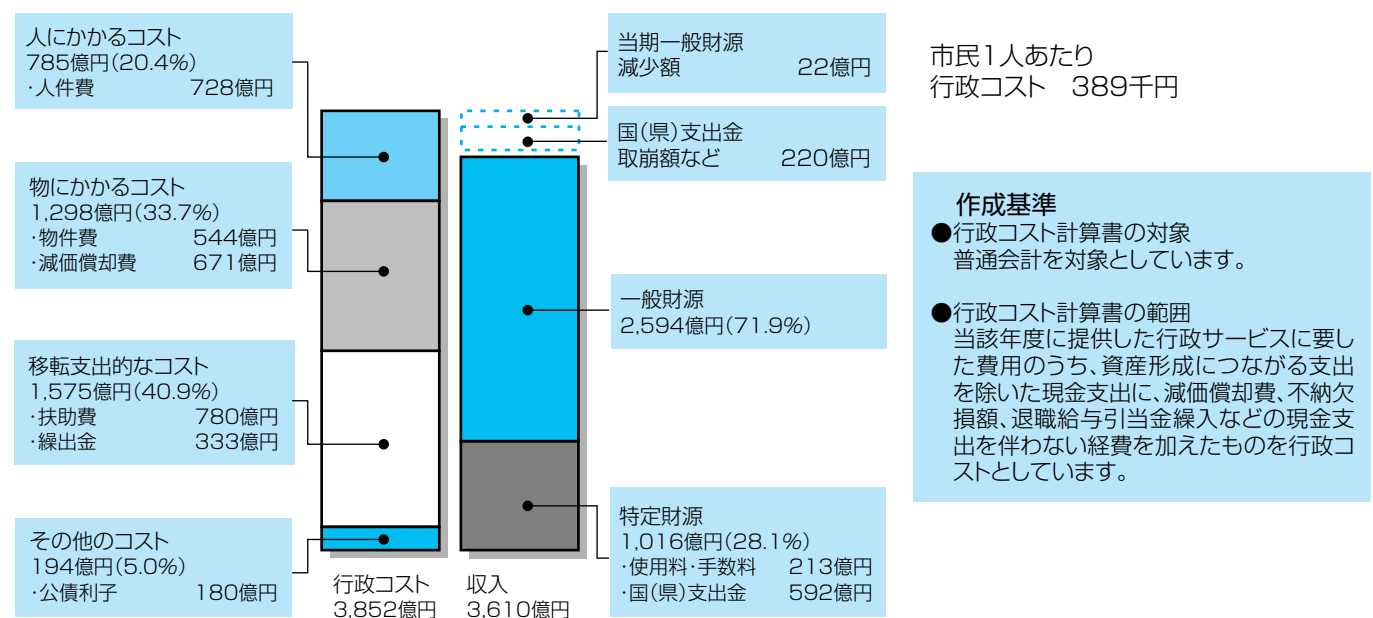 人にかかるコスト
785億円(20.4%)
・人件費 728億円
物にかかるコスト
1,298億円(33.7%)
・物件費 544億円
・減価償却費 671億円
移転支出的なコスト
1,575億円(40.9%)
・扶助費 780億円
・繰出金 333億円
その他のコスト
194億円(5.0%)
・公債利子 180億円
行政コスト
3,852億円
収入
3,610億円
当期一般財源
減少額 22億円
国(県)支出金
取崩額など 220億円
一般財源
2,594億円(71.9%)
特定財源
1,016億円(28.1%)
・使用料・手数料 213億円
・国(県)支出金 592億円
市民1人あたり
行政コスト 389千円
作成基準
●行政コスト計算書の対象
普通会計を対象としています。
●行政コスト計算書の範囲
当該年度に提供した行政サービスに要し
た費用のうち、資産形成につながる支出
を除いた現金支出に、減価償却費、不納欠
損額、退職給与引当金繰入などの現金支
出を伴わない経費を加えたものを行政コ
ストとしています。